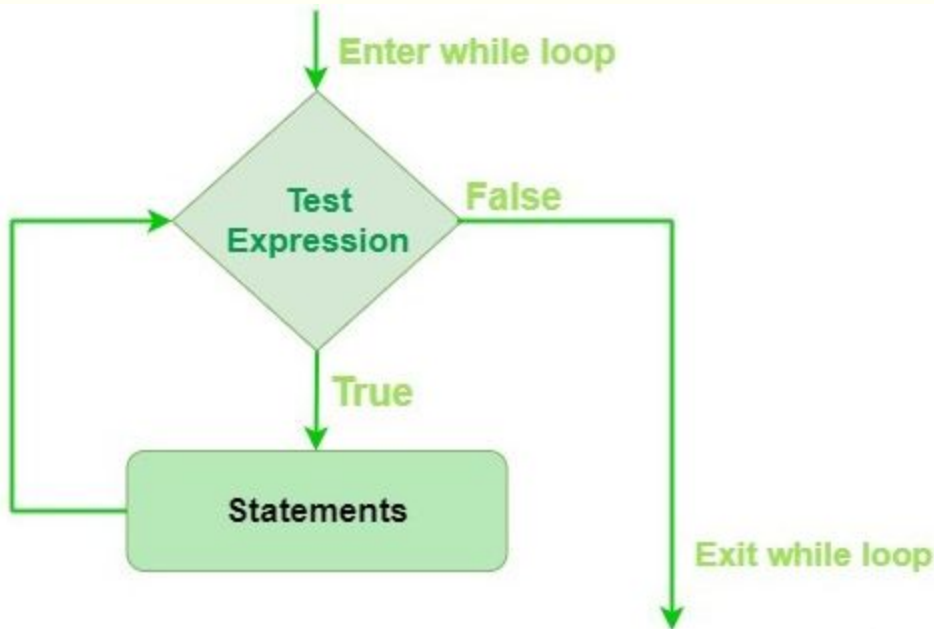 Enter while loop
Test
Expression
False
True
Statements
Exit while loop